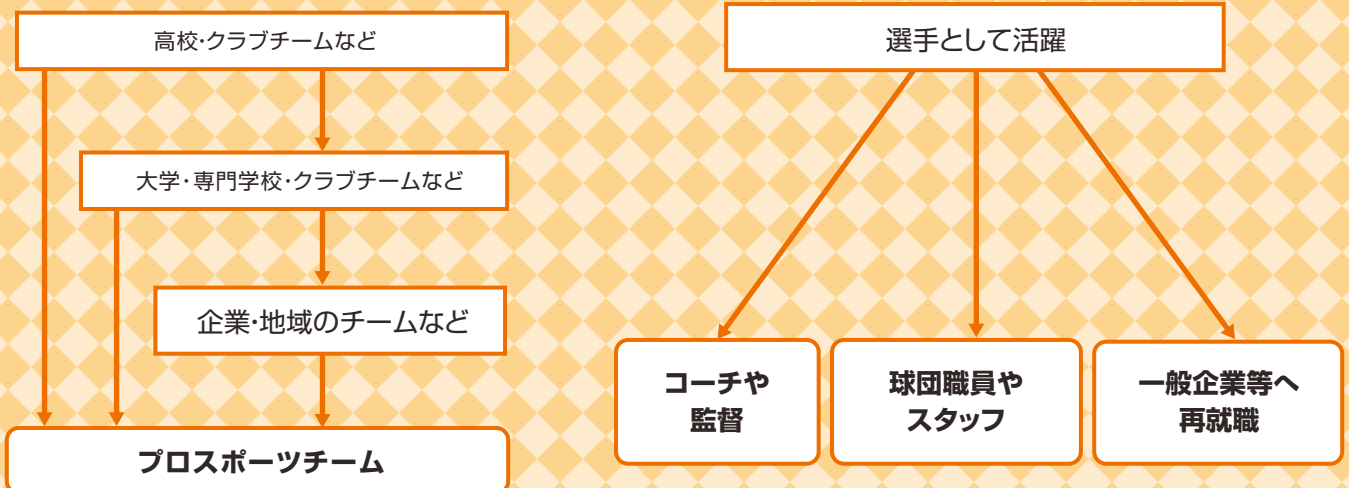 高校・クラブチームなど
大学・専門学校・クラブチームなど
企業・地域のチームなど
プロスポーツチーム
選手として活躍
コーチや
監督
球団職員や
スタッフ
一般企業等へ
再就職